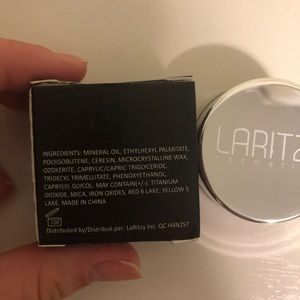 INGREDIENTS: MINERAL OIL, ETHYLHEXYL PALMITATE,
POLYISOBUTENE, CERESIN, MICROCRYSTALLINE WAX,
OZOKERITE, CAPRYLIC/CAPRIC TRIGLYCERIDE,
TRIDECYL TRIMELLITATE, PHENOXYETHANOL,
CAPRYLYL GLYCOL. MAY CONTAIN(+/-): TITANIUM
DIOXIDE, MICA, IRON OXIDES, RED 6 LAKE, YELLOW 5
LAKE. MADE IN CHINA
12M
Distributed by/Distribué par: LaRitzy Inc. QC H4N2S7
LARITZ
cosmeti